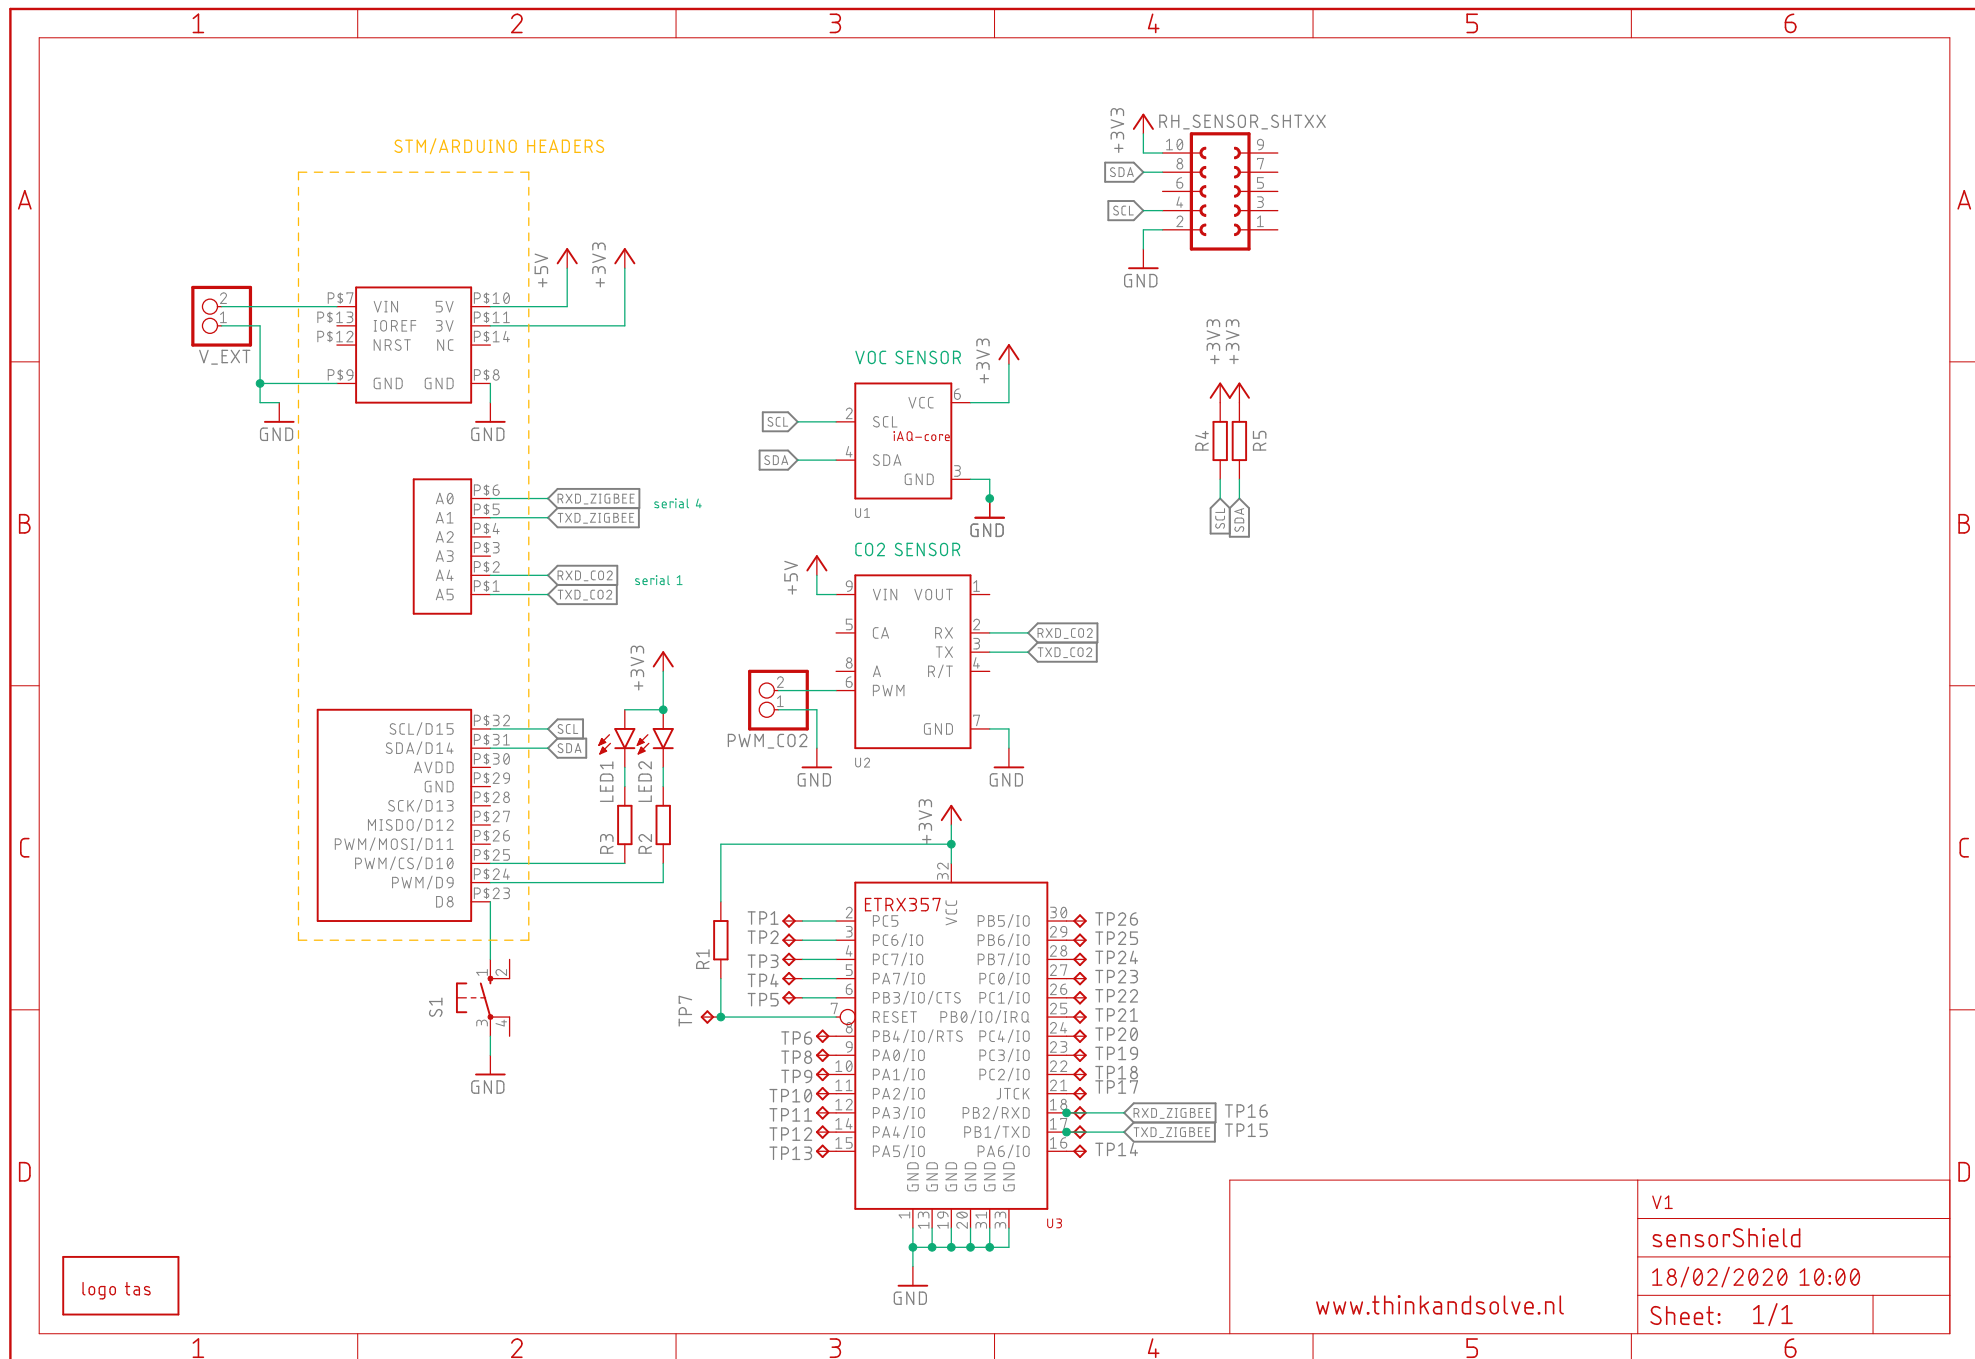 1 2 3 4 5 6
A A
B B
C C
D D
STM/ARDUINO HEADERS
+5V
+3V3
2
1
V_EXT
P$7 VIN 5V P$10
P$13 IOREF 3V P$11
P$12 NRST NC P$14
P$9 GND GND P$8
GND
GND
A0 P$6 RXD_ZIGBEE
A1 P$5 TXD_ZIGBEE
serial 4
A2 P$4
A3 P$3
A4 P$2 RXD_CO2
A5 P$1 TXD_CO2
serial 1
SCL/D15 P$32 SCL
SDA/D14 P$31 SDA
AVDD P$30
GND P$29
SCK/D13 P$28
MISDO/D12 P$27
PWM/MOSI/D11 P$26
PWM/CS/D10 P$25
PWM/D9 P$24
D8 P$23
+3V3
LED1
LED2
R3
R2
S1
1 2
3 4
GND
RH_SENSOR_SHTXX
+3V3
10 9
SDA 8 7
6 5
SCL 4 3
2 1
GND
+3V3
+3V3
R4
R5
SCL
SDA
VOC SENSOR
+3V3
VCC 6
SCL 2 SCL
iAQ-core
SDA 4 SDA
GND 3
U1
GND
CO2 SENSOR
+5V
9 VIN VOUT 1
5 CA RX 2 RXD_CO2
TX 3 TXD_CO2
8 A R/T 4
6 PWM
GND 7
U2
GND
2
1
PWM_CO2
GND
+3V3
32
VCC
ETRX357
R1
TP7
TP1 2 PC5 PB5/IO 30 TP26
TP2 3 PC6/IO PB6/IO 29 TP25
TP3 4 PC7/IO PB7/IO 28 TP24
TP4 5 PA7/IO PC0/IO 27 TP23
TP5 6 PB3/IO/CTS PC1/IO 26 TP22
7 RESET PB0/IO/IRQ 25 TP21
TP6 8 PB4/IO/RTS PC4/IO 24 TP20
TP8 9 PA0/IO PC3/IO 23 TP19
TP9 10 PA1/IO PC2/IO 22 TP18
TP10 11 PA2/IO JTCK 21 TP17
TP11 12 PA3/IO PB2/RXD 18 RXD_ZIGBEE TP16
TP12 14 PA4/IO PB1/TXD 17 TXD_ZIGBEE TP15
TP13 15 PA5/IO PA6/IO 16 TP14
GND GND GND GND GND GND
1 13 19 20 31 33
U3
GND
logo tas
www.thinkandsolve.nl
V1
sensorShield
18/02/2020 10:00
Sheet: 1/1
1 2 3 4 5 6